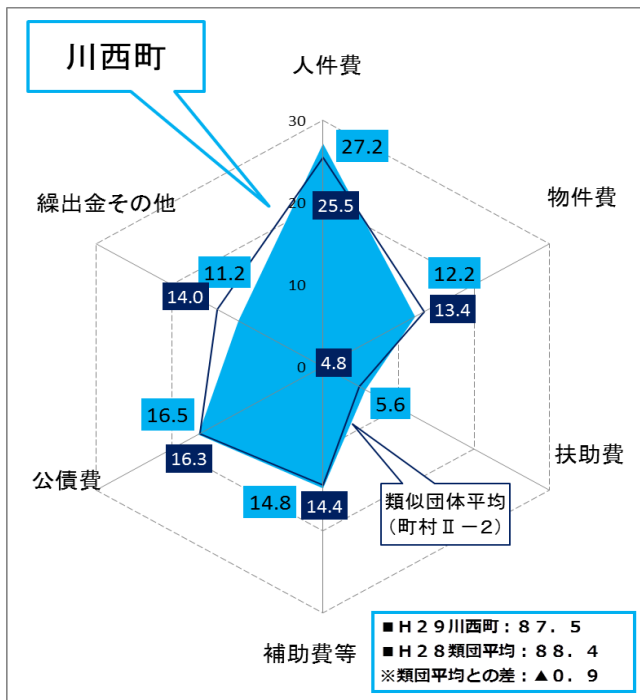 川西町
人件費
30
27.2
物件費
繰出金その他
20
25.5
11.2
12.2
14.0
10
13.4
0
4.8
16.5
5.6
16.3
扶助費
公債費
14.8
14.4
類似団体平均
（町村Ⅱ－2）
補助費等
■Ｈ２９川西町：８７．５
■Ｈ２８類団平均：８８．４
※類団平均との差：▲０．９